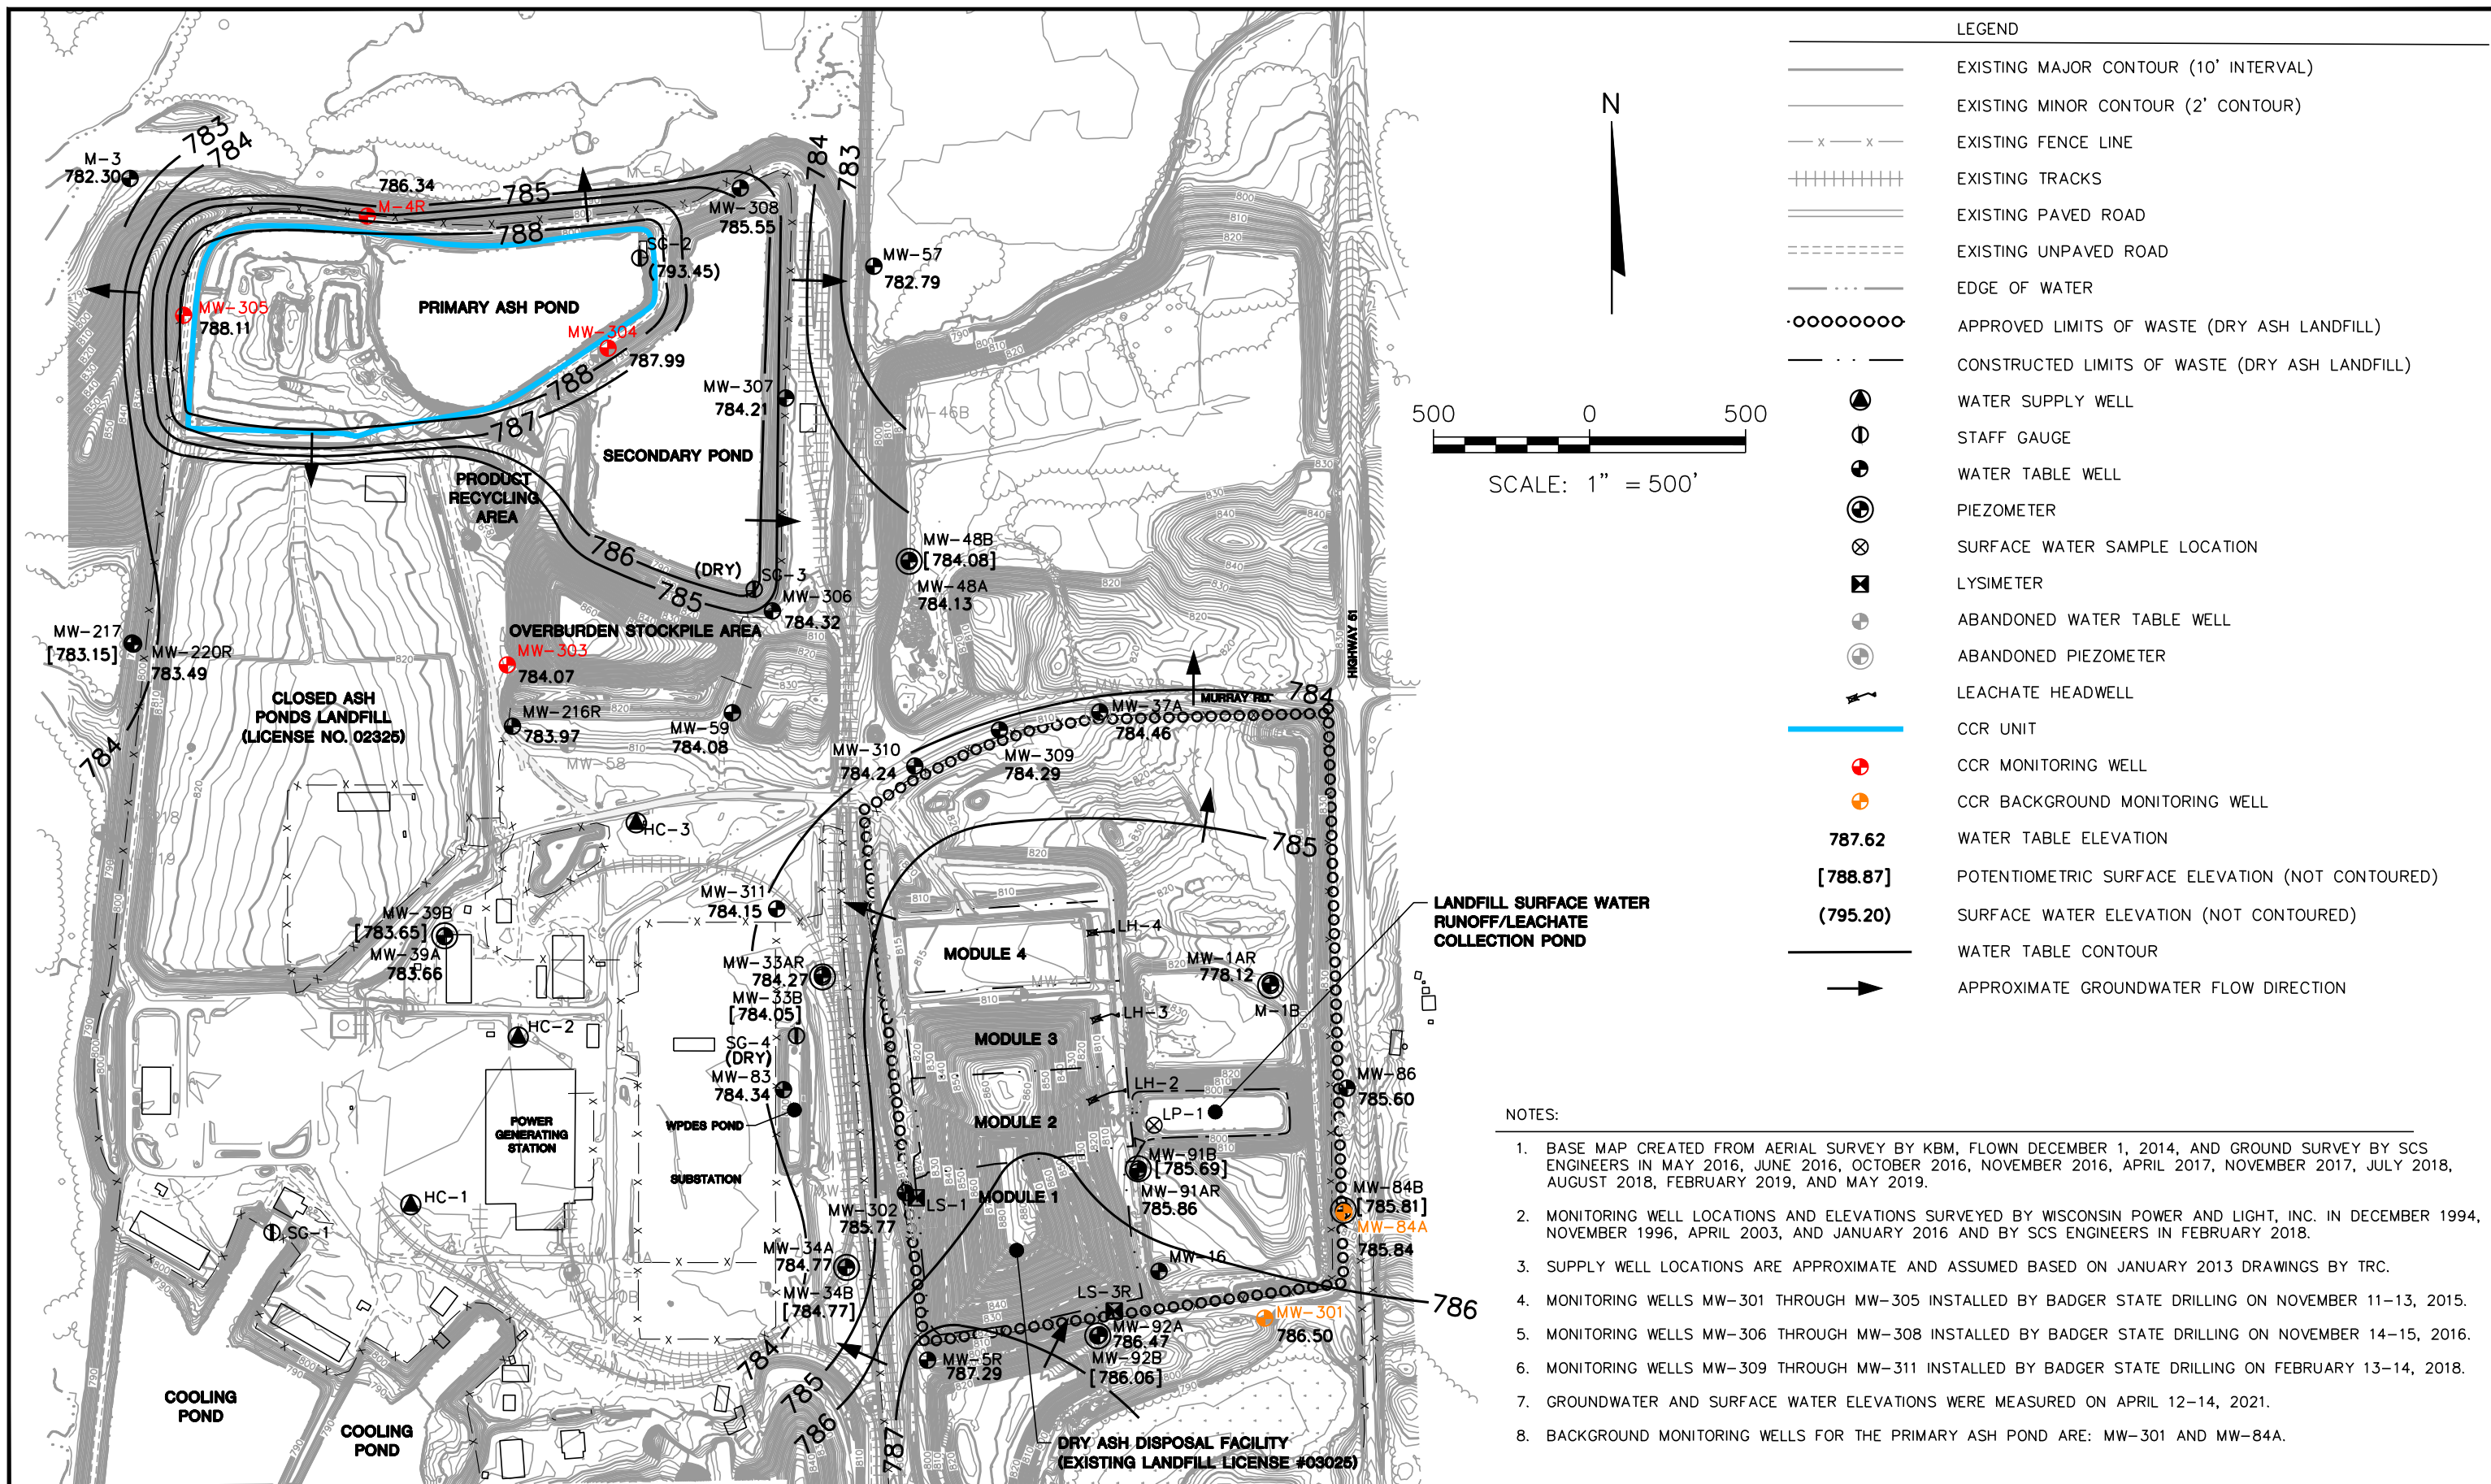 LEGEND
EXISTING MAJOR CONTOUR (10' INTERVAL)
EXISTING MINOR CONTOUR (2' CONTOUR)
EXISTING FENCE LINE
EXISTING TRACKS
EXISTING PAVED ROAD
EXISTING UNPAVED ROAD
EDGE OF WATER
APPROVED LIMITS OF WASTE (DRY ASH LANDFILL)
CONSTRUCTED LIMITS OF WASTE (DRY ASH LANDFILL)
WATER SUPPLY WELL
STAFF GAUGE
WATER TABLE WELL
PIEZOMETER
SURFACE WATER SAMPLE LOCATION
LYSIMETER
ABANDONED WATER TABLE WELL
ABANDONED PIEZOMETER
LEACHATE HEADWELL
CCR UNIT
CCR MONITORING WELL
CCR BACKGROUND MONITORING WELL
787.62 WATER TABLE ELEVATION
[788.87] POTENTIOMETRIC SURFACE ELEVATION (NOT CONTOURED)
(795.20) SURFACE WATER ELEVATION (NOT CONTOURED)
WATER TABLE CONTOUR
APPROXIMATE GROUNDWATER FLOW DIRECTION
N
500 0 500
SCALE: 1" = 500'
783
784
M-3
782.30
786.34
M-4R
785
788
M-5
MW-308
785.55
784
783
SG-2
(793.45)
MW-57
782.79
MW-305
788.11
PRIMARY ASH POND
MW-304
787.99
788
787
MW-307
784.21
MW-46B
SECONDARY POND
PRODUCT
RECYCLING
AREA
786
785
(DRY)
SG-3
MW-306
784.32
MW-48B
[784.08]
MW-48A
784.13
OVERBURDEN STOCKPILE AREA
MW-303
784.07
MW-217
[783.15]
MW-220R
783.49
784
CLOSED ASH
PONDS LANDFILL
(LICENSE NO. 02325)
MW-216R
783.97
MW-58
MW-59
784.08
MW-310
784.24
MW-309
784.29
MW-37A
784.46
MURRAY RD.
784
HIGHWAY 51
785
HC-3
MW-311
784.15
MW-39B
[783.65]
MW-39A
783.66
MW-33AR
784.27
MW-33B
[784.05]
SG-4
(DRY)
MW-83
784.34
WPDES POND
HC-2
POWER
GENERATING
STATION
SUBSTATION
HC-1
SG-1
MODULE 4
LH-4
MODULE 3
LH-3
MODULE 2
LH-2
MODULE 1
MW-1AR
778.12
M-1B
LANDFILL SURFACE WATER
RUNOFF/LEACHATE
COLLECTION POND
LP-1
MW-86
785.60
MW-91B
[785.69]
MW-91AR
785.86
MW-84B
[785.81]
MW-84A
785.84
MW-302
785.77
LS-1
MW-34A
784.77
MW-34B
[784.77]
MW-40B
MW-16
LS-3R
MW-92A
786.47
MW-92B
[786.06]
MW-301
786.50
786
MW-5R
787.29
784
785
786
787
COOLING
POND
COOLING
POND
DRY ASH DISPOSAL FACILITY
(EXISTING LANDFILL LICENSE #03025)
NOTES:
1. BASE MAP CREATED FROM AERIAL SURVEY BY KBM, FLOWN DECEMBER 1, 2014, AND GROUND SURVEY BY SCS
ENGINEERS IN MAY 2016, JUNE 2016, OCTOBER 2016, NOVEMBER 2016, APRIL 2017, NOVEMBER 2017, JULY 2018,
AUGUST 2018, FEBRUARY 2019, AND MAY 2019.
2. MONITORING WELL LOCATIONS AND ELEVATIONS SURVEYED BY WISCONSIN POWER AND LIGHT, INC. IN DECEMBER 1994,
NOVEMBER 1996, APRIL 2003, AND JANUARY 2016 AND BY SCS ENGINEERS IN FEBRUARY 2018.
3. SUPPLY WELL LOCATIONS ARE APPROXIMATE AND ASSUMED BASED ON JANUARY 2013 DRAWINGS BY TRC.
4. MONITORING WELLS MW-301 THROUGH MW-305 INSTALLED BY BADGER STATE DRILLING ON NOVEMBER 11-13, 2015.
5. MONITORING WELLS MW-306 THROUGH MW-308 INSTALLED BY BADGER STATE DRILLING ON NOVEMBER 14-15, 2016.
6. MONITORING WELLS MW-309 THROUGH MW-311 INSTALLED BY BADGER STATE DRILLING ON FEBRUARY 13-14, 2018.
7. GROUNDWATER AND SURFACE WATER ELEVATIONS WERE MEASURED ON APRIL 12-14, 2021.
8. BACKGROUND MONITORING WELLS FOR THE PRIMARY ASH POND ARE: MW-301 AND MW-84A.